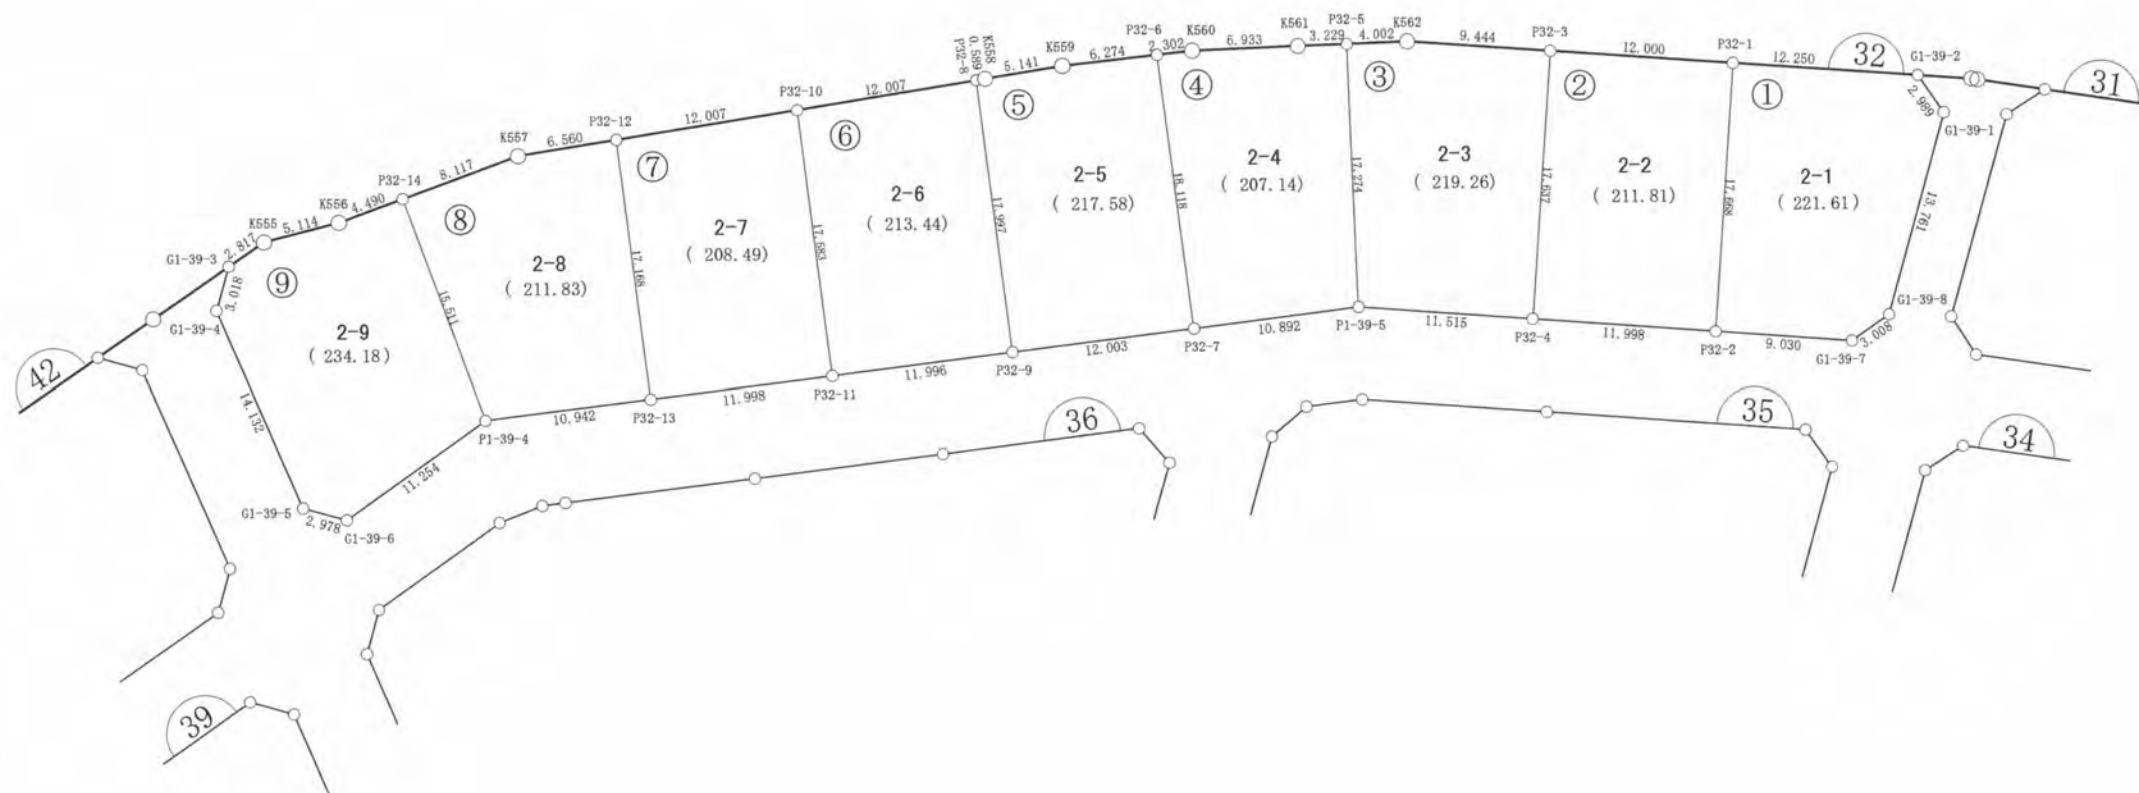 P32-6
K560
6.933
K561
P32-5
K562
9.444
P32-3
12.000
P32-1
12.250
32
G1-39-2
31
2.302
3.229
4.002
P32-8
0.589
K558
5.141
K559
6.274
④
③
②
①
2.989
G1-39-1
P32-10
12.007
⑤
P32-12
12.007
⑥
K557
6.560
⑦
P32-14
8.117
2-5
( 217.58)
2-4
( 207.14)
2-3
( 219.26)
2-2
( 211.81)
2-1
( 221.61)
17.274
17.637
17.668
13.761
18.118
K555
5.114
K556
4.490
⑧
2-6
( 213.44)
17.997
2-7
( 208.49)
17.583
G1-39-3
2.817
⑨
2-8
( 211.83)
17.168
3.018
G1-39-4
15.511
2-9
( 234.18)
42
14.132
G1-39-8
3.008
G1-39-7
9.030
P32-2
11.998
P32-4
11.515
P1-39-5
10.892
P32-7
12.003
P32-9
11.996
P32-11
11.998
P32-13
10.942
P1-39-4
11.254
36
35
34
G1-39-5
2.978
G1-39-6
39